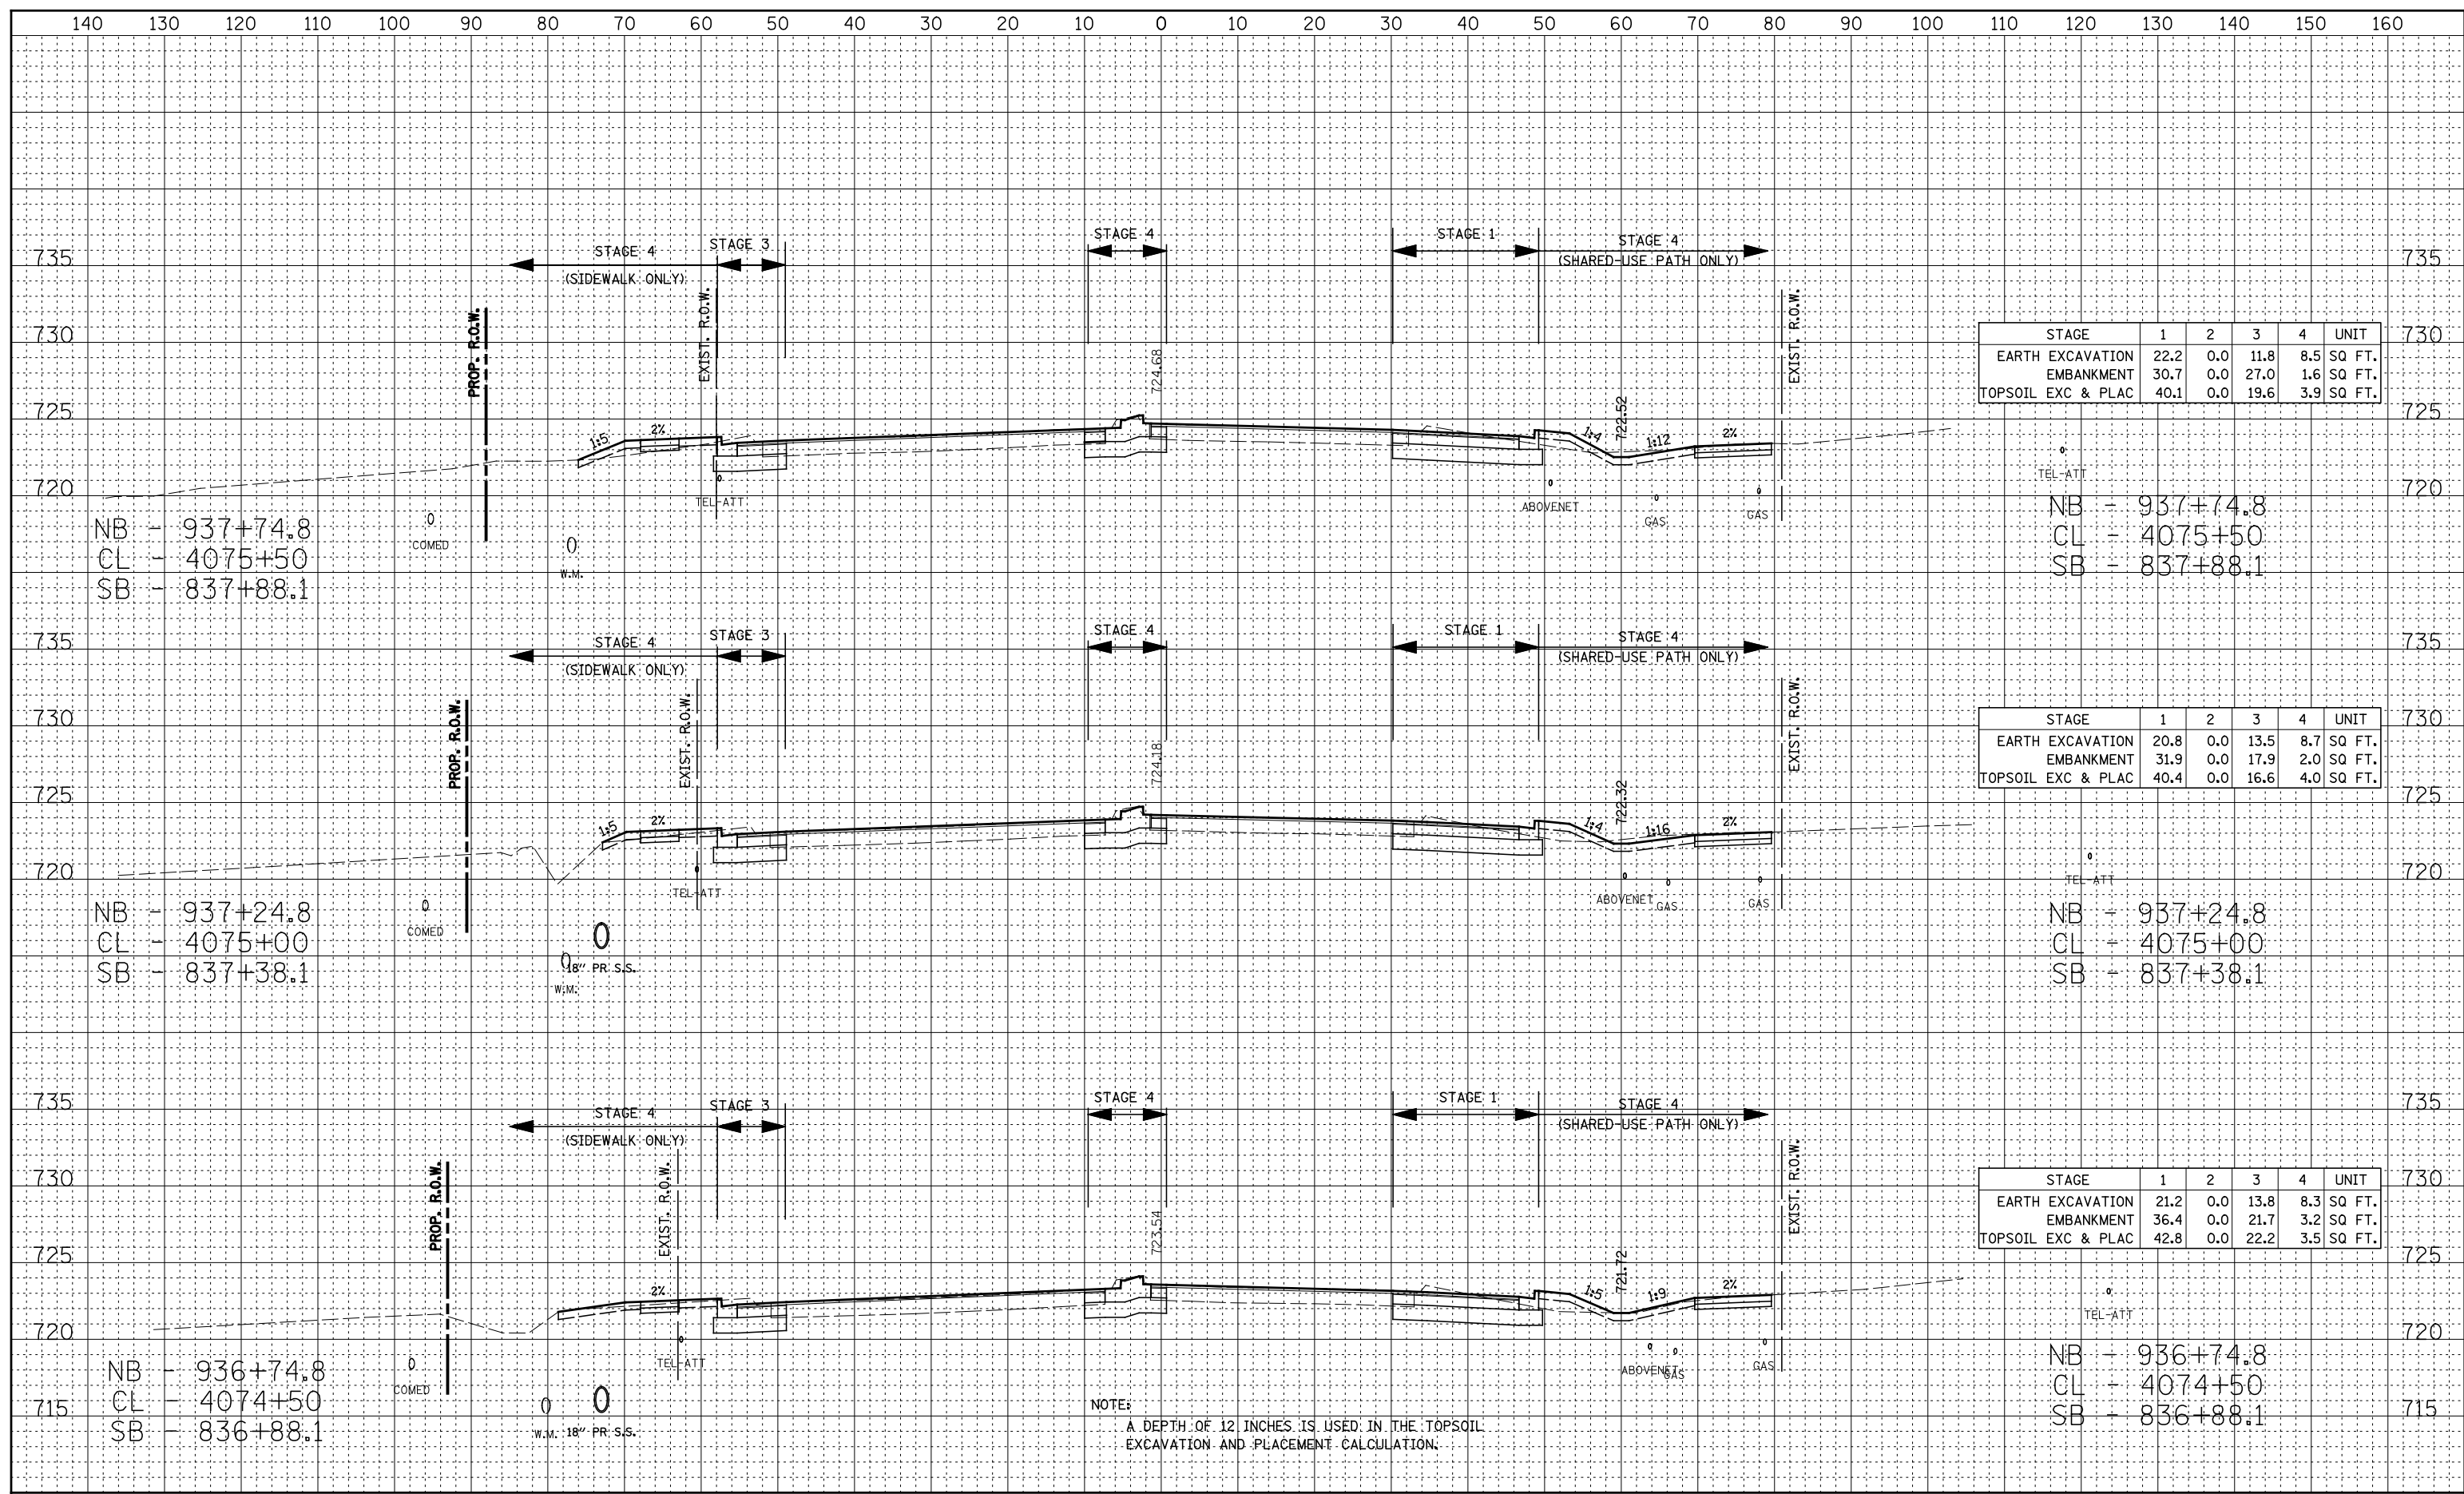 140 130 120 110 100 90 80 70 60 50 40 30 20 10 0 10 20 30 40 50 60 70 80 90 100 110 120 130 140 150 160
STAGE 4
(SIDEWALK ONLY)
STAGE 3
STAGE 4
STAGE 1
STAGE 4
(SHARED-USE PATH ONLY)
735 735
730 730
725 725
720 720
PROP. R.O.W.
EXIST. R.O.W.
724.68
722.52
EXIST. R.O.W.
1:5
2%
1:4
1:12
2%
TEL-ATT
COMED
W.M.
ABOVENET
GAS
GAS
TEL-ATT
STAGE 1 2 3 4 UNIT
EARTH EXCAVATION 22.2 0.0 11.8 8.5 SQ FT.
EMBANKMENT 30.7 0.0 27.0 1.6 SQ FT.
TOPSOIL EXC & PLAC 40.1 0.0 19.6 3.9 SQ FT.
NB - 937+74.8
CL - 4075+50
SB - 837+88.1
NB - 937+74.8
CL - 4075+50
SB - 837+88.1
STAGE 4
(SIDEWALK ONLY)
STAGE 3
STAGE 4
STAGE 1
STAGE 4
(SHARED-USE PATH ONLY)
735 735
730 730
725 725
720 720
PROP. R.O.W.
EXIST. R.O.W.
724.18
722.32
EXIST. R.O.W.
1:5
2%
1:4
1:16
2%
TEL-ATT
COMED
18" PR S.S.
W.M.
ABOVENET
GAS
GAS
TEL-ATT
STAGE 1 2 3 4 UNIT
EARTH EXCAVATION 20.8 0.0 13.5 8.7 SQ FT.
EMBANKMENT 31.9 0.0 17.9 2.0 SQ FT.
TOPSOIL EXC & PLAC 40.4 0.0 16.6 4.0 SQ FT.
NB - 937+24.8
CL - 4075+00
SB - 837+38.1
NB - 937+24.8
CL - 4075+00
SB - 837+38.1
STAGE 4
(SIDEWALK ONLY)
STAGE 3
STAGE 4
STAGE 1
STAGE 4
(SHARED-USE PATH ONLY)
735 735
730 730
725 725
720 720
715 715
PROP. R.O.W.
EXIST. R.O.W.
723.54
721.72
EXIST. R.O.W.
2%
1:5
1:9
2%
TEL-ATT
COMED
W.M.
18" PR S.S.
ABOVENET
GAS
GAS
TEL-ATT
STAGE 1 2 3 4 UNIT
EARTH EXCAVATION 21.2 0.0 13.8 8.3 SQ FT.
EMBANKMENT 36.4 0.0 21.7 3.2 SQ FT.
TOPSOIL EXC & PLAC 42.8 0.0 22.2 3.5 SQ FT.
NB - 936+74.8
CL - 4074+50
SB - 836+88.1
NB - 936+74.8
CL - 4074+50
SB - 836+88.1
NOTE:
A DEPTH OF 12 INCHES IS USED IN THE TOPSOIL
EXCAVATION AND PLACEMENT CALCULATION.